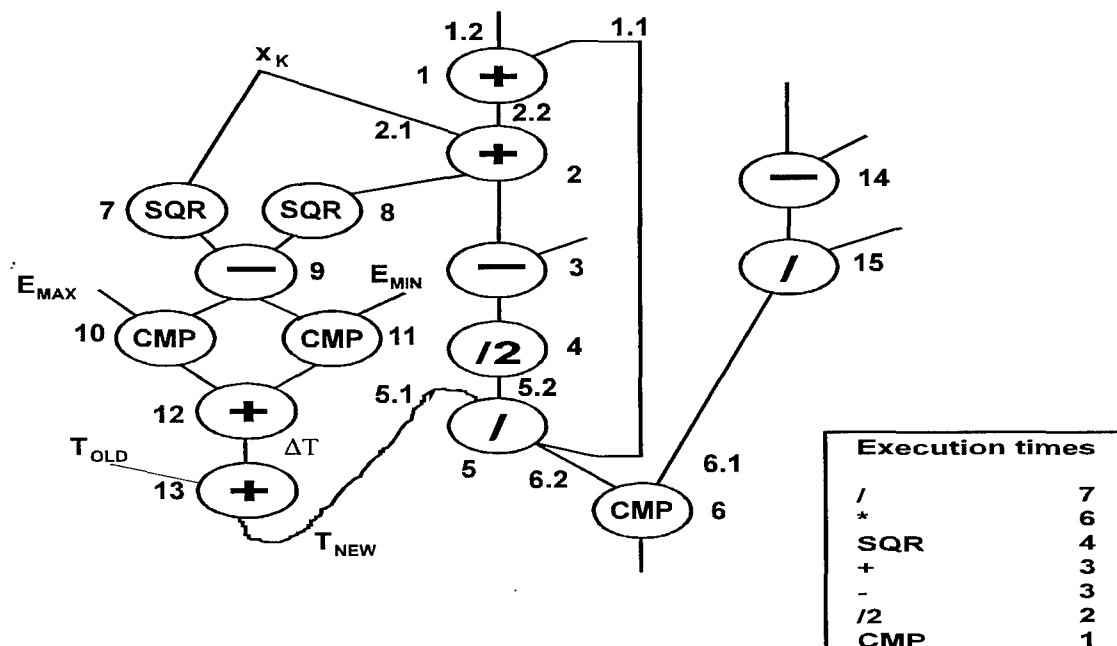 1.2
1.1
1
+
x K
2.2
2.1
+
2
−
14
7
SQR
SQR
8
−
9
−
3
/
15
E MAX
E MIN
10
CMP
CMP
11
/2
4
5.1
5.2
12
+
ΔT
/
5
T OLD
13
+
6.2
6.1
CMP
6
T NEW
Execution times
/ 7
* 6
SQR 4
+ 3
- 3
/2 2
CMP 1